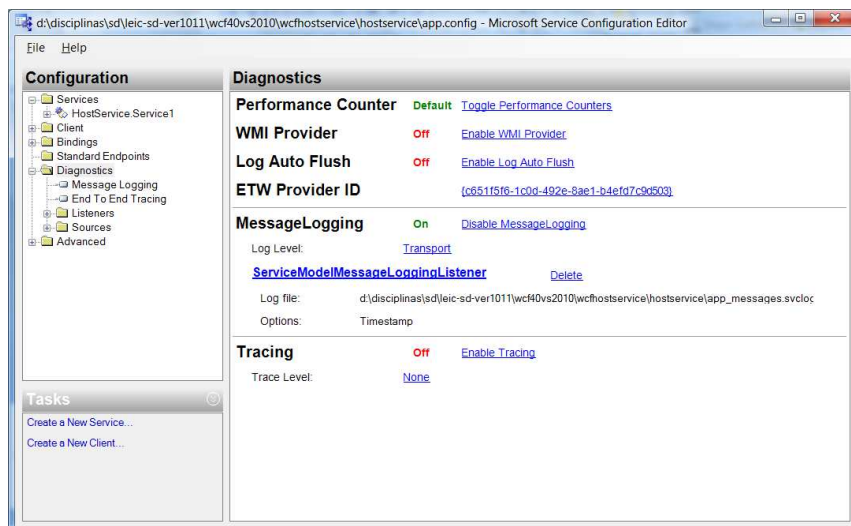 d:\disciplinas\sd\leic-sd-ver1011\wcf40vs2010\wcfhostservice\hostservice\app.config - Microsoft Service Configuration Editor
File Help
Configuration
Services
HostService.Service1
Client
Bindings
Standard Endpoints
Diagnostics
Message Logging
End To End Tracing
Listeners
Sources
Advanced
Tasks
Create a New Service...
Create a New Client...
Diagnostics
Performance Counter Default Toggle Performance Counters
WMI Provider Off Enable WMI Provider
Log Auto Flush Off Enable Log Auto Flush
ETW Provider ID {c651f5f6-1c0d-492e-8ae1-b4efd7c9d503}
MessageLogging On Disable MessageLogging
Log Level: Transport
ServiceModelMessageLoggingListener Delete
Log file: d:\disciplinas\sd\leic-sd-ver1011\wcf40vs2010\wcfhostservice\hostservice\app_messages.svclog
Options: Timestamp
Tracing Off Enable Tracing
Trace Level: None